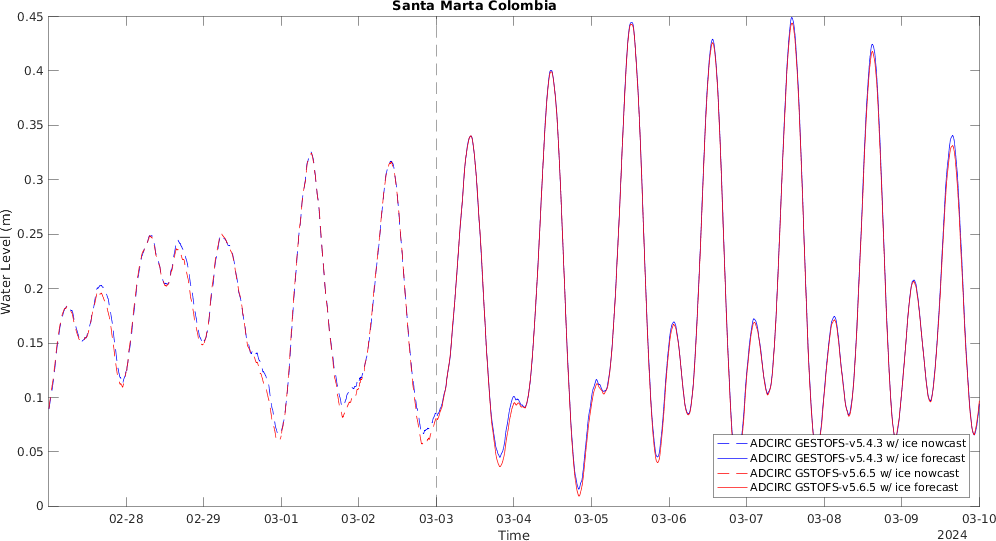 Santa Marta Colombia
0.45
0.4
0.35
0.3
0.25
0.2
0.15
0.1
0.05
0
Water Level (m)
ADCIRC GESTOFS-v5.4.3 w/ ice nowcast
ADCIRC GESTOFS-v5.4.3 w/ ice forecast
ADCIRC GSTOFS-v5.6.5 w/ ice nowcast
ADCIRC GSTOFS-v5.6.5 w/ ice forecast
02-28 02-29 03-01 03-02 03-03 03-04 03-05 03-06 03-07 03-08 03-09 03-10
Time
2024